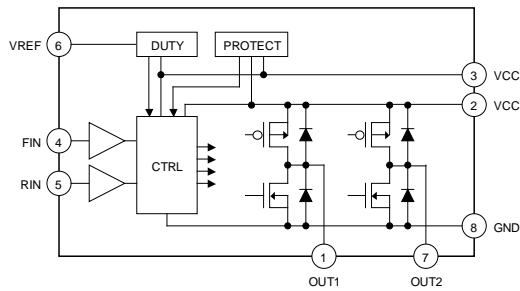 VREF 6 DUTY PROTECT
3 VCC
2 VCC
FIN 4
CTRL
RIN 5
8 GND
1 7
OUT1 OUT2